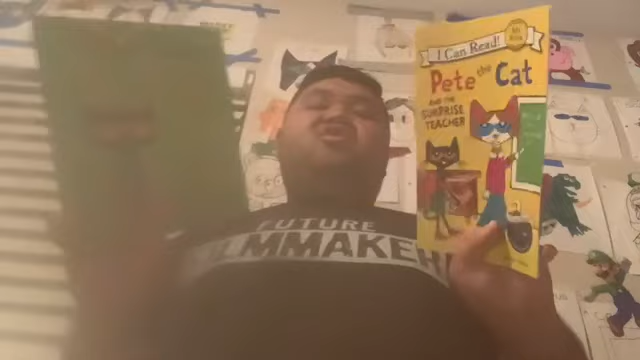 I Can Read!
Pete the Cat
AND THE
SURPRISE
TEACHER
FUTURE